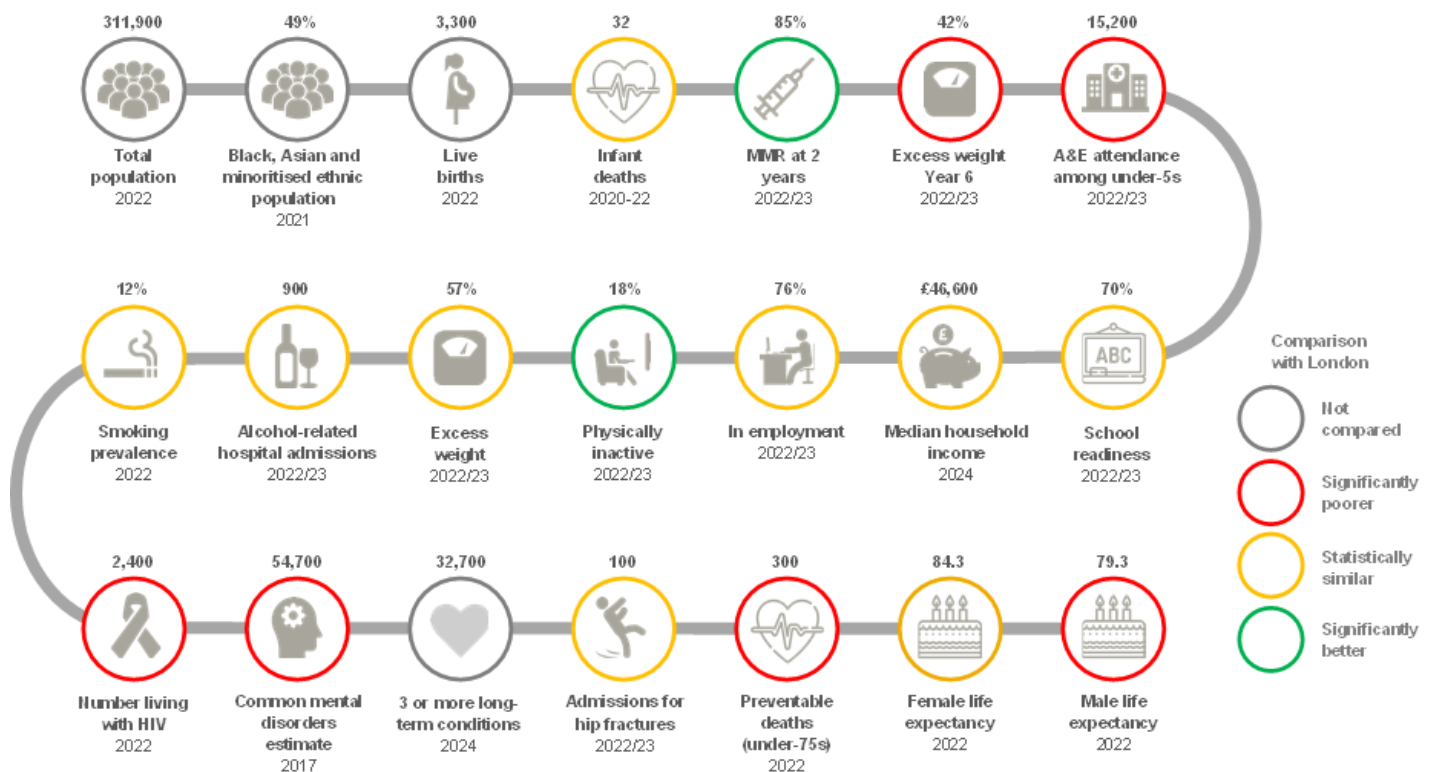 311,900
Total
population
2022
49%
Black, Asian and
minoritised ethnic
population
2021
3,300
Live
births
2022
32
Infant
deaths
2020-22
85%
MMR at 2
years
2022/23
42%
Excess weight
Year 6
2022/23
15,200
A&E attendance
among under-5s
2022/23
12%
Smoking
prevalence
2022
900
Alcohol-related
hospital admissions
2022/23
57%
Excess
weight
2022/23
18%
Physically
inactive
2022/23
76%
In employment
2022/23
£46,600
£
Median household
income
2024
70%
ABC
School
readiness
2022/23
2,400
Number living
with HIV
2022
54,700
Common mental
disorders
estimate
2017
32,700
3 or more long-
term conditions
2024
100
Admissions for
hip fractures
2022/23
300
Preventable
deaths
(under-75s)
2022
84.3
Female life
expectancy
2022
79.3
Male life
expectancy
2022
Comparison
with London
Not
compared
Significantly
poorer
Statistically
similar
Significantly
better